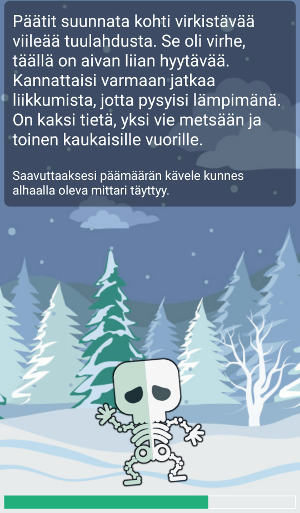 Päätit suunnata kohti virkistävää
viileää tuulahdusta. Se oli virhe,
täällä on aivan liian hyytävää.
Kannattaisi varmaan jatkaa
liikkumista, jotta pysyisi lämpimänä.
On kaksi tietä, yksi vie metsään ja
toinen kaukaisille vuorille.
Saavuttaaksesi päämäärän kävele kunnes
alhaalla oleva mittari täyttyy.